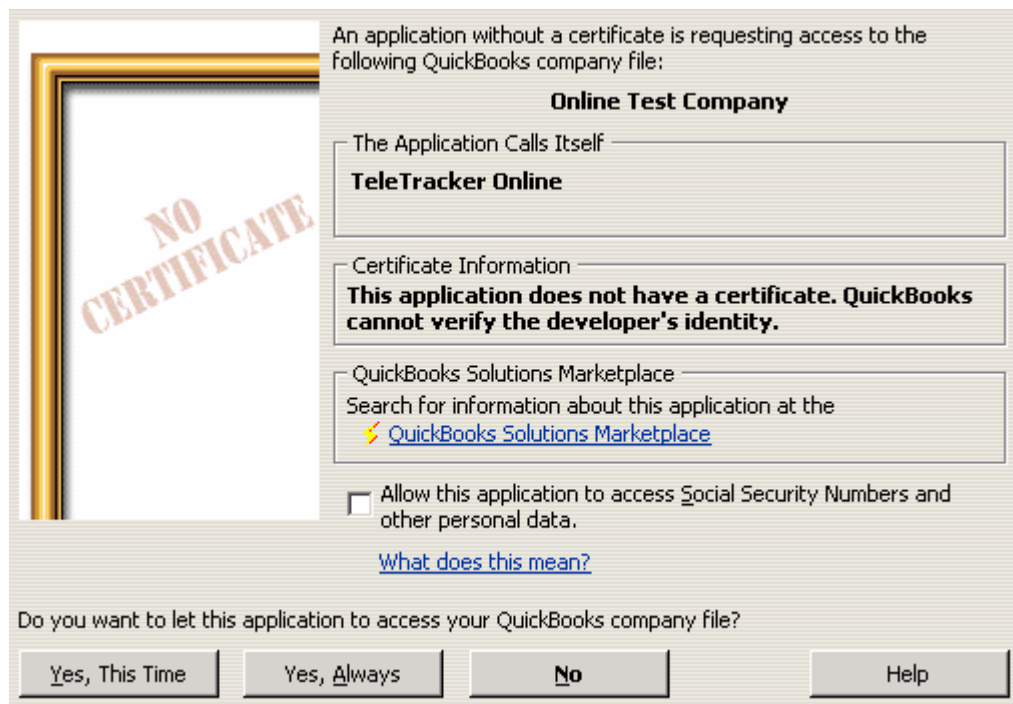 An application without a certificate is requesting access to the
following QuickBooks company file:
Online Test Company
The Application Calls Itself
TeleTracker Online
NO
CERTIFICATE
Certificate Information
This application does not have a certificate. QuickBooks
cannot verify the developer's identity.
QuickBooks Solutions Marketplace
Search for information about this application at the
QuickBooks Solutions Marketplace
Allow this application to access Social Security Numbers and
other personal data.
What does this mean?
Do you want to let this application to access your QuickBooks company file?
Yes, This Time
Yes, Always
No
Help